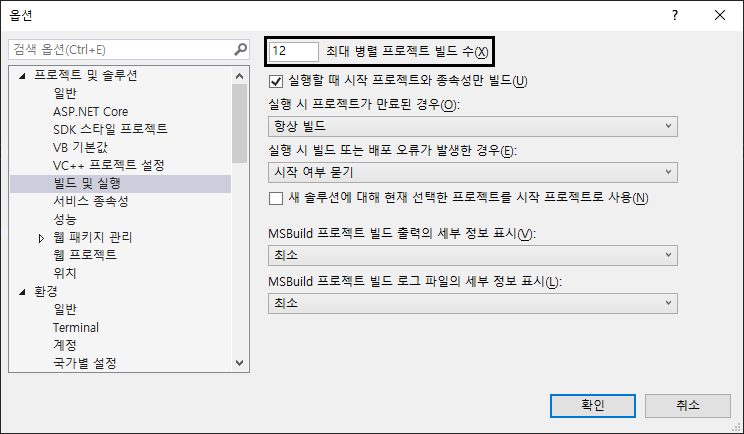 옵션
검색 옵션(Ctrl+E)
프로젝트 및 솔루션
일반
ASP.NET Core
SDK 스타일 프로젝트
VB 기본값
VC++ 프로젝트 설정
빌드 및 실행
서비스 종속성
성능
웹 패키지 관리
웹 프로젝트
위치
환경
일반
Terminal
계정
국가별 설정
12 최대 병렬 프로젝트 빌드 수(X)
실행할 때 시작 프로젝트와 종속성만 빌드(U)
실행 시 프로젝트가 만료된 경우(O):
항상 빌드
실행 시 빌드 또는 배포 오류가 발생한 경우(E):
시작 여부 묻기
새 솔루션에 대해 현재 선택한 프로젝트를 시작 프로젝트로 사용(N)
MSBuild 프로젝트 빌드 출력의 세부 정보 표시(V):
최소
MSBuild 프로젝트 빌드 로그 파일의 세부 정보 표시(L):
최소
확인
취소